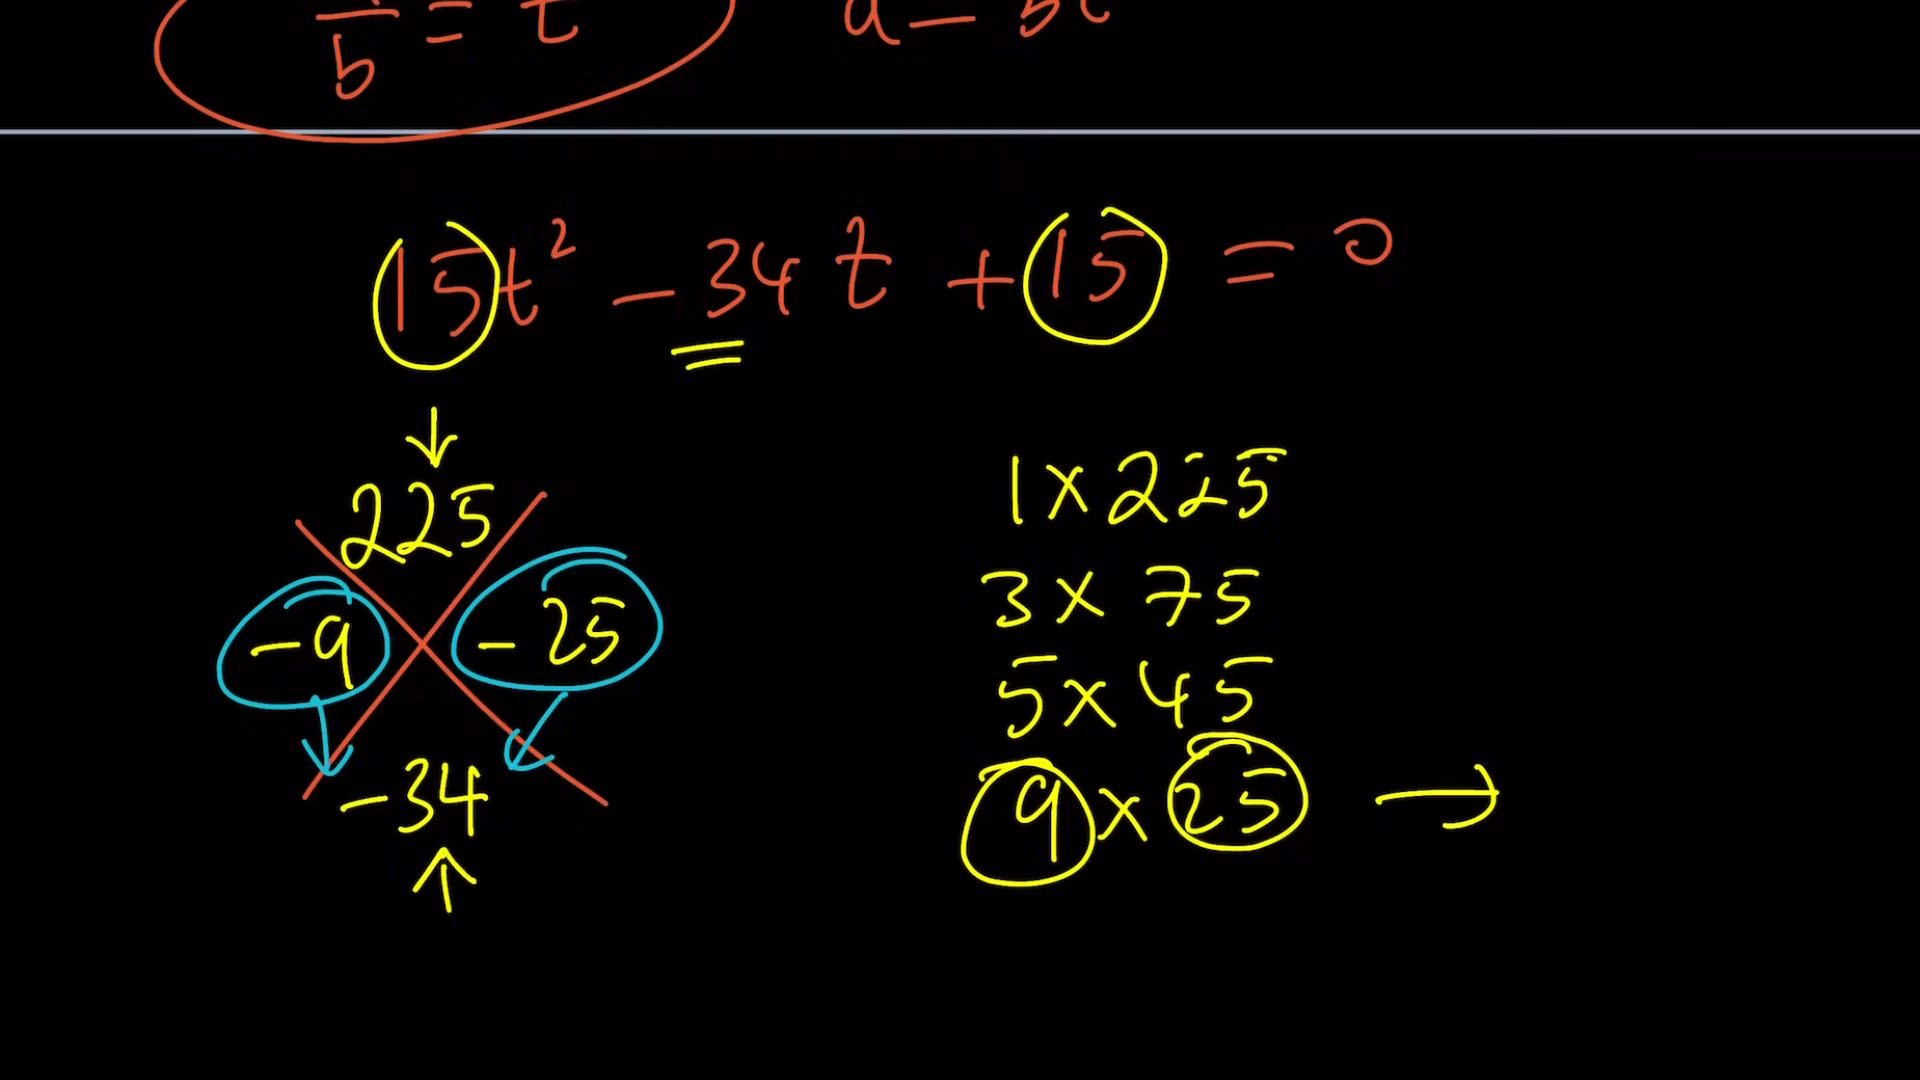 b = t
15t² - 34t + 15 = 0
225
-9 -25
-34
1 x 225
3 x 75
5 x 45
9 x 25 →